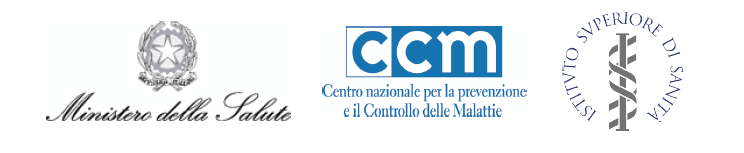 Ministero della Salute
ccm
Centro nazionale per la prevenzione
e il Controllo delle Malattie
ISTITVTO SVPERIORE DI SANITÀ